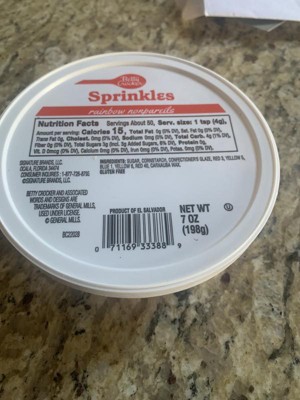 Betty
Crocker
Sprinkles
rainbow nonpareils
Nutrition Facts Servings About 50, Serv. size: 1 tsp (4g),
Amount per serving: Calories 15, Total Fat 0g (0% DV), Sat. Fat 0g (0% DV),
Trans Fat 0g, Cholest. 0mg (0% DV), Sodium 0mg (0% DV), Total Carb. 4g (1% DV),
Fiber 0g (0% DV), Total Sugars 3g (Incl. 3g Added Sugars, 6% DV), Protein 0g,
Vit. D 0mcg (0% DV), Calcium 0mg (0% DV), Iron 0mg (0% DV), Potas. 0mg (0% DV).
SIGNATURE BRANDS, LLC.
OCALA, FLORIDA 34474
CONSUMER INQUIRIES: 1-877-728-8792
©SIGNATURE BRANDS, LLC.
INGREDIENTS: SUGAR, CORNSTARCH, CONFECTIONER'S GLAZE, RED 3, YELLOW 6,
BLUE 1, YELLOW 5, RED 40, CARNAUBA WAX.
BETTY CROCKER AND ASSOCIATED
WORDS AND DESIGNS ARE
TRADEMARKS OF GENERAL MILLS,
USED UNDER LICENSE.
© GENERAL MILLS.
PRODUCT OF EL SALVADOR
0 71169 33388 9
NET WT
7 OZ
(198g)